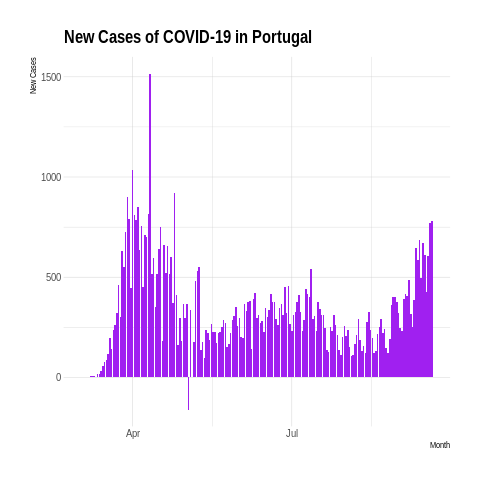 New Cases of COVID-19 in Portugal
New Cases
1500
1000
500
0
Apr
Jul
Month